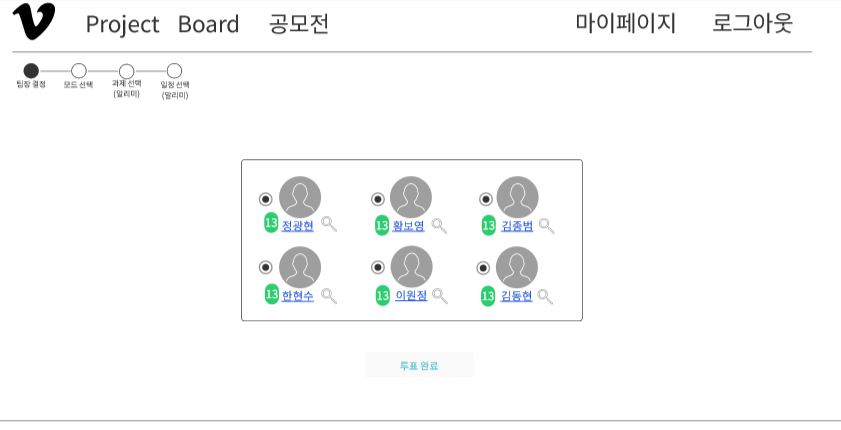 Project Board 공모전 마이페이지 로그아웃
팀장 결정 모드 선택 과제 선택 일정 선택
(알리미) (알리미)
13 정광현 13 황보영 13 김종범
13 한현수 13 이원정 13 김동현
투표 완료